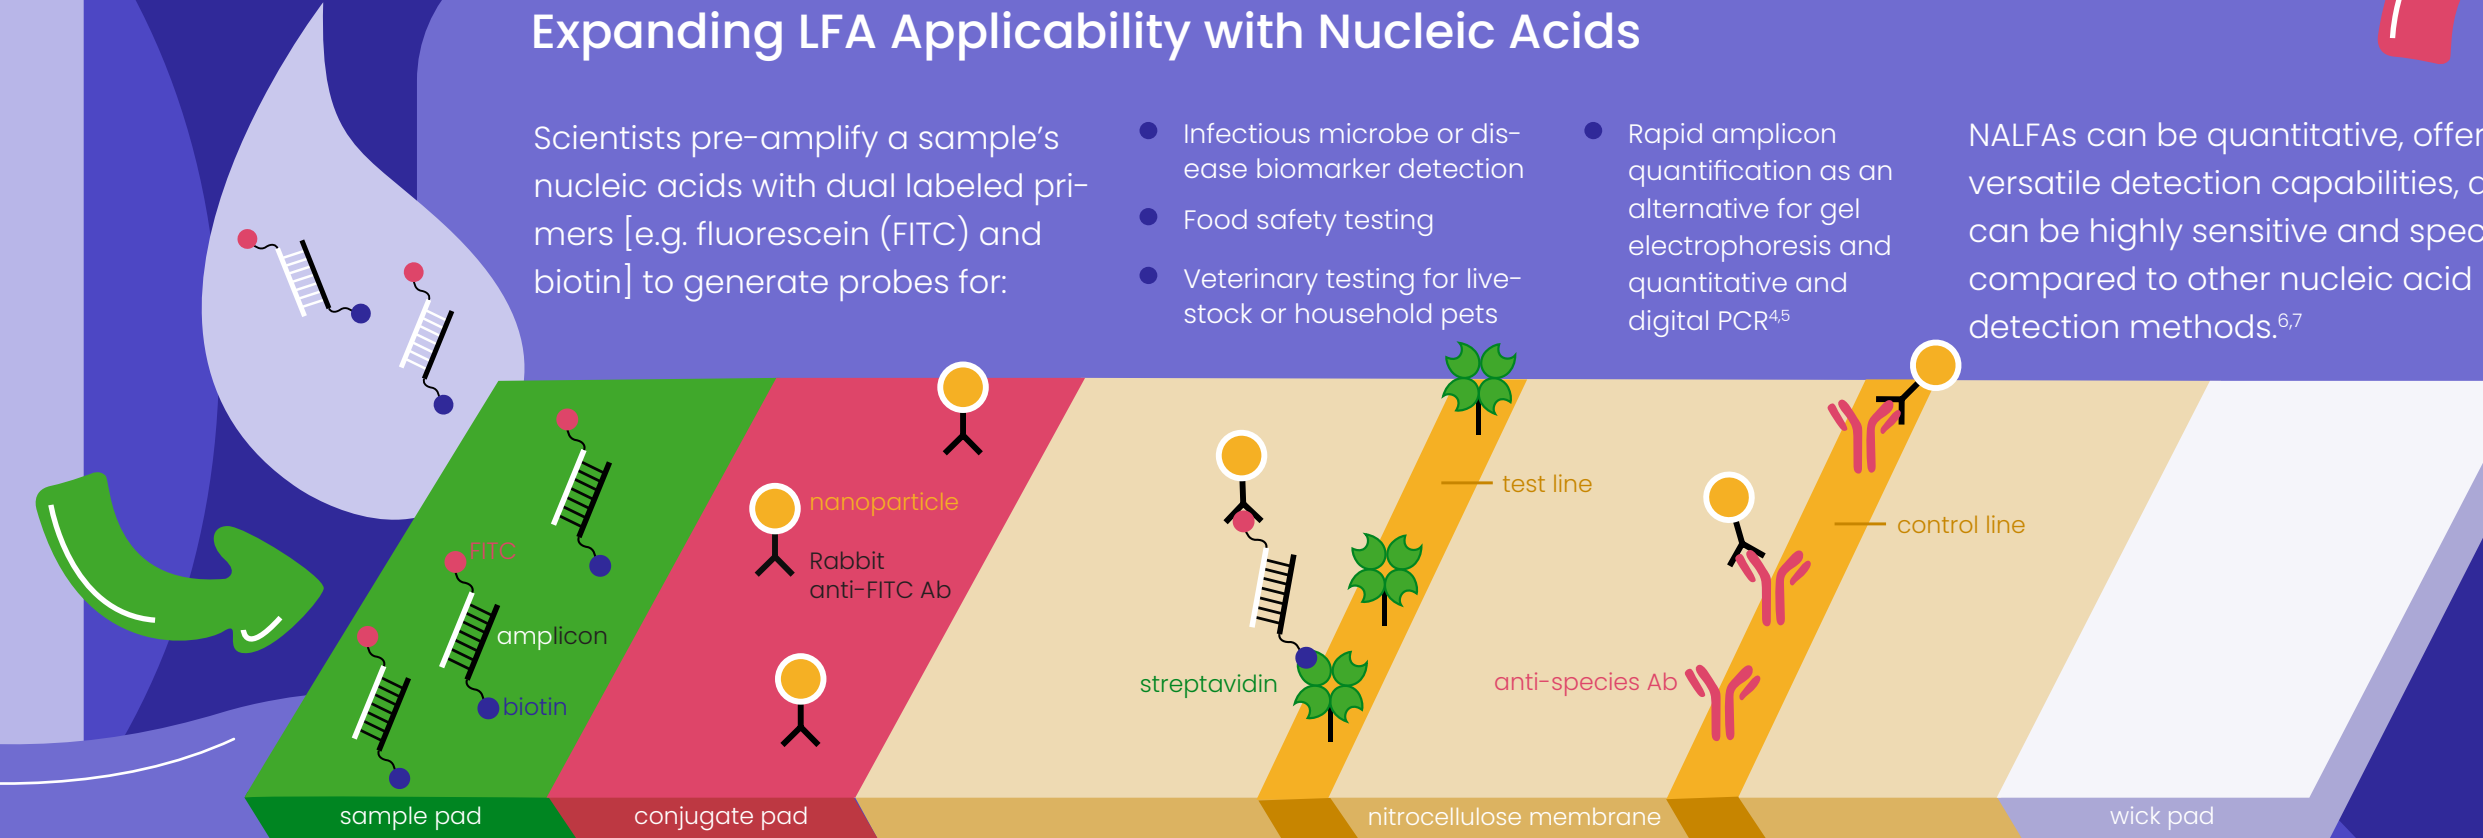 Expanding LFA Applicability with Nucleic Acids
Scientists pre-amplify a sample's
nucleic acids with dual labeled pri-
mers [e.g. fluorescein (FITC) and
biotin] to generate probes for:
Infectious microbe or dis-
ease biomarker detection
Food safety testing
Veterinary testing for live-
stock or household pets
Rapid amplicon
quantification as an
alternative for gel
electrophoresis and
quantitative and
digital PCR4,5
NALFAs can be quantitative, offer
versatile detection capabilities,
can be highly sensitive and
compared to other nucleic acid
detection methods.6,7
nanoparticle
Rabbit
anti-FITC Ab
FITC
amplicon
biotin
test line
control line
streptavidin
anti-species Ab
sample pad
conjugate pad
nitrocellulose membrane
wick pad